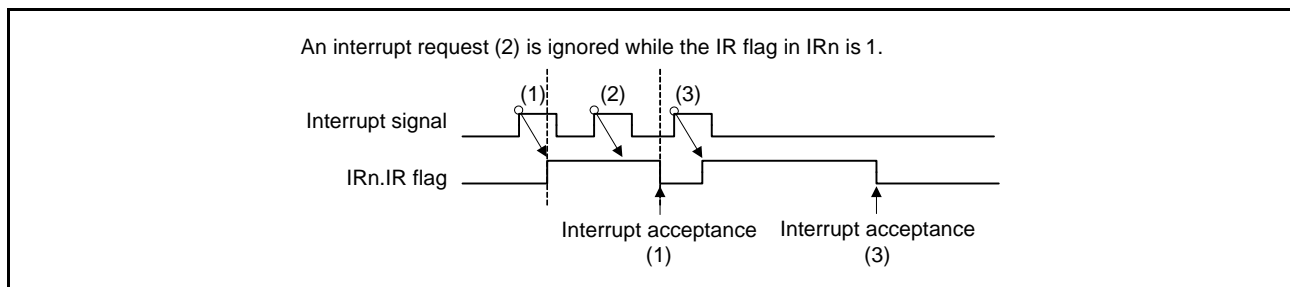 An interrupt request (2) is ignored while the IR flag in IRn is 1.
(1) (2) (3)
Interrupt signal
IRn.IR flag
Interrupt acceptance Interrupt acceptance
(1) (3)